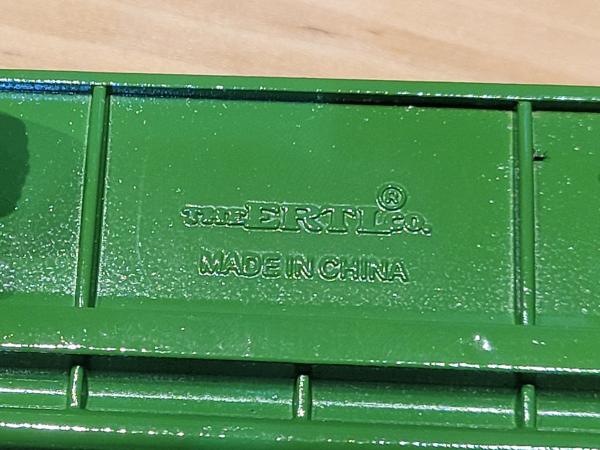 THE ERTL® CO.
MADE IN CHINA